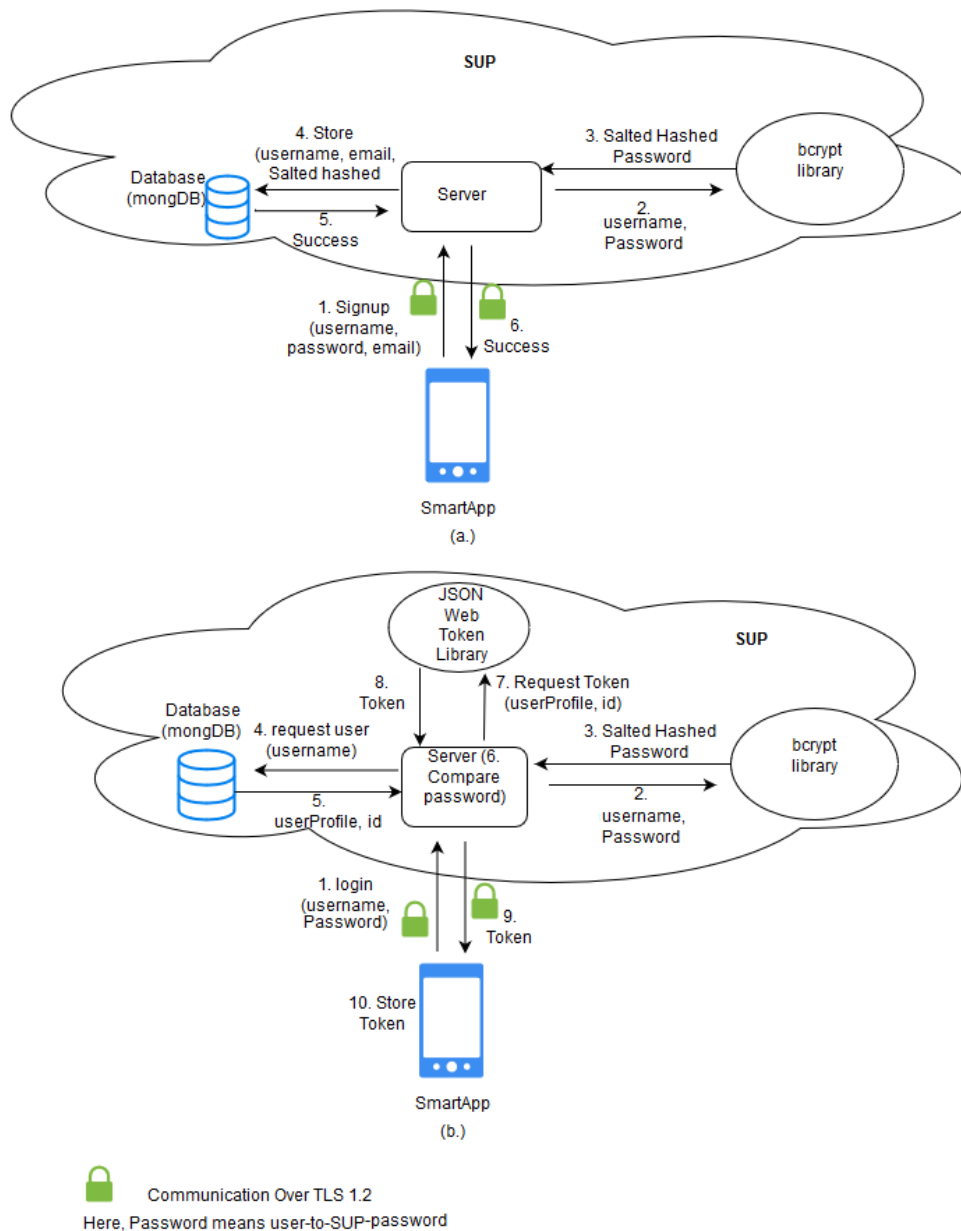 SUP
4. Store
(username, email,
Salted hashed
3. Salted Hashed
Password
bcrypt
library
Database
(mongDB)
Server
5.
Success
2.
username,
Password
1. Signup
(username,
password, email)
6.
Success
SmartApp
(a.)
JSON
Web
Token
Library
SUP
8.
Token
7. Request Token
(userProfile, id)
Database
(mongDB)
4. request user
(username)
3. Salted Hashed
Password
bcrypt
library
Server (6.
Compare
password)
5.
userProfile, id
2.
username,
Password
1. login
(username,
Password)
9.
Token
10. Store
Token
SmartApp
(b.)
Communication Over TLS 1.2
Here, Password means user-to-SUP-password